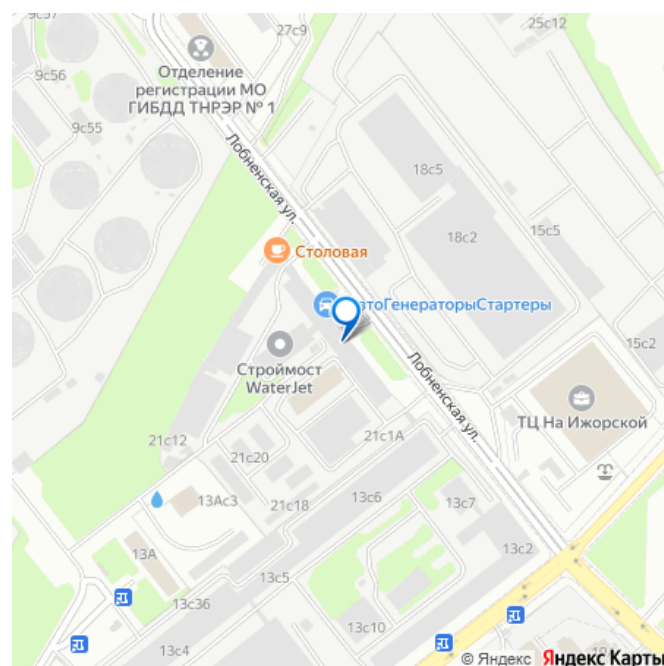 27с9
25с12
9с56
Отделение
регистрации МО
ГИБДД ТНРЭР № 1
9с55
Лобненская ул.
18с5
18с2
15с5
Столовая
втоГенераторыСтартеры
15с2
Строймост
WaterJet
Лобненская ул.
ТЦ На Ижорской
21с12
21с1А
21с20
13Ас3
21с18
13с6
13с7
13А
13с2
13с5
13с36
13с10
13с4
© Яндекс Яндекс Карты